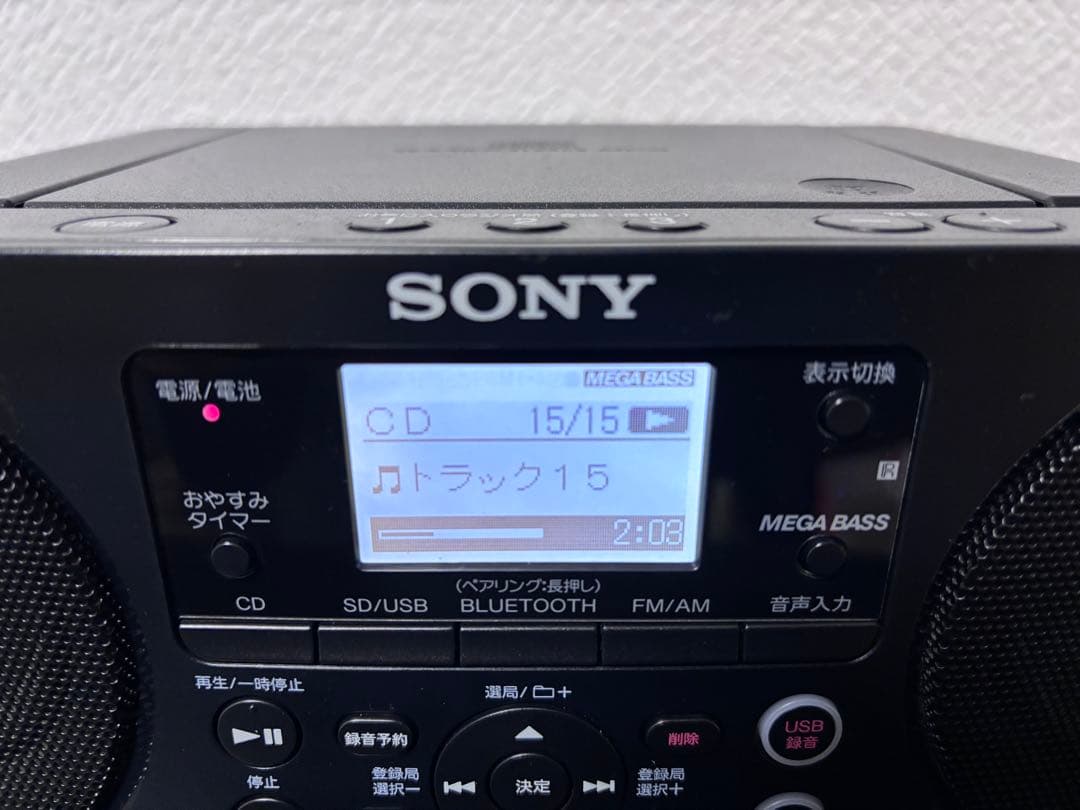 1 2 3
- +
SONY
電源/電池
MEGA BASS
表示切換
CD 15/15
トラック15
おやすみ
タイマー
2:03
MEGA BASS
(ペアリング:長押し)
CD SD/USB BLUETOOTH FM/AM 音声入力
再生/一時停止
選局/ +
録音予約
削除
USB
録音
停止
登録局
選択−
決定
登録局
選択+